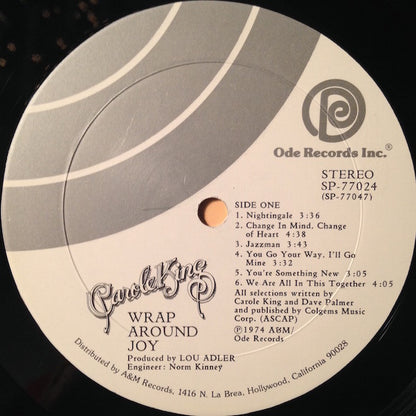 Ode Records Inc.®
STEREO
SP-77024
(SP-77047)
SIDE ONE
1. Nightingale 3:36
2. Change In Mind, Change
of Heart 4:38
3. Jazzman 3:43
4. You Go Your Way, I'll Go
Mine 3:32
5. You're Something New 3:05
6. We Are All In This Together 4:05
All selections written by
Carole King and Dave Palmer
and published by Colgems Music
Corp. (ASCAP)
℗ 1974 A&M/
Ode Records
Carole King
WRAP
AROUND
JOY
Produced by LOU ADLER
Engineer: Norm Kinney
Distributed by A&M Records, 1416 N. La Brea, Hollywood, California 90028